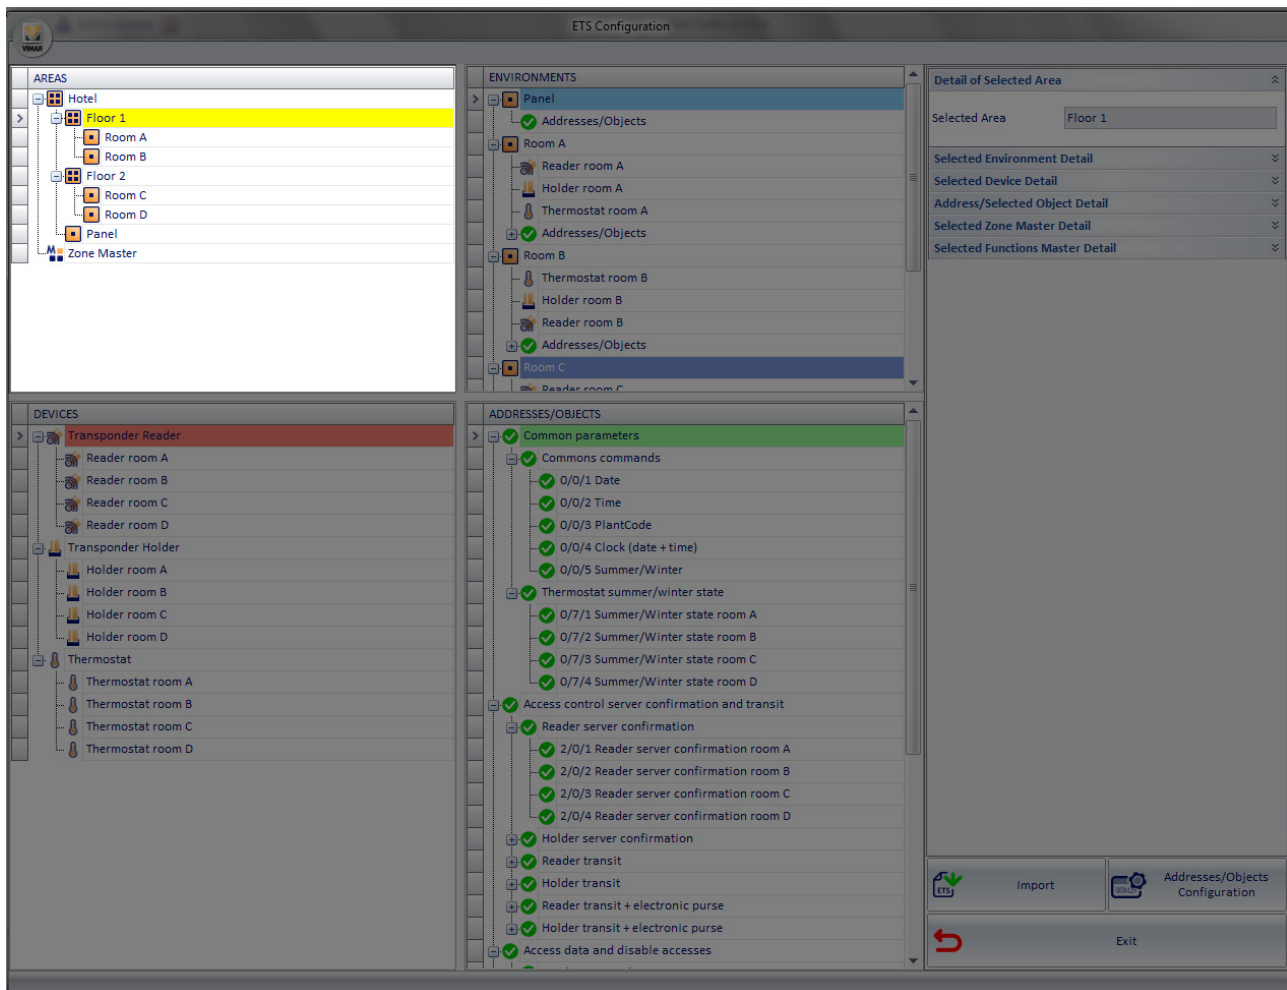 ETS Configuration
VIMAR
AREAS
Hotel
Floor 1
Room A
Room B
Floor 2
Room C
Room D
Panel
Zone Master
ENVIRONMENTS
Panel
Addresses/Objects
Room A
Reader room A
Holder room A
Thermostat room A
Addresses/Objects
Room B
Thermostat room B
Holder room B
Reader room B
Addresses/Objects
Room C
Reader room C
Detail of Selected Area
Selected Area Floor 1
Selected Environment Detail
Selected Device Detail
Address/Selected Object Detail
Selected Zone Master Detail
Selected Functions Master Detail
DEVICES
Transponder Reader
Reader room A
Reader room B
Reader room C
Reader room D
Transponder Holder
Holder room A
Holder room B
Holder room C
Holder room D
Thermostat
Thermostat room A
Thermostat room B
Thermostat room C
Thermostat room D
ADDRESSES/OBJECTS
Common parameters
Commons commands
0/0/1 Date
0/0/2 Time
0/0/3 PlantCode
0/0/4 Clock (date + time)
0/0/5 Summer/Winter
Thermostat summer/winter state
0/7/1 Summer/Winter state room A
0/7/2 Summer/Winter state room B
0/7/3 Summer/Winter state room C
0/7/4 Summer/Winter state room D
Access control server confirmation and transit
Reader server confirmation
2/0/1 Reader server confirmation room A
2/0/2 Reader server confirmation room B
2/0/3 Reader server confirmation room C
2/0/4 Reader server confirmation room D
Holder server confirmation
Reader transit
Holder transit
Reader transit + electronic purse
Holder transit + electronic purse
Access data and disable accesses
ETS
Import
Addresses/Objects
Configuration
Exit